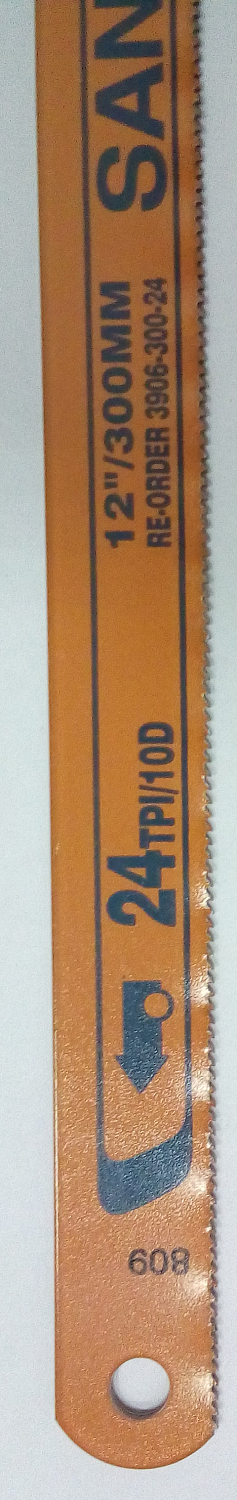 SAN
12"/300MM
RE-ORDER 3906-300-24
24TPI/10D
608